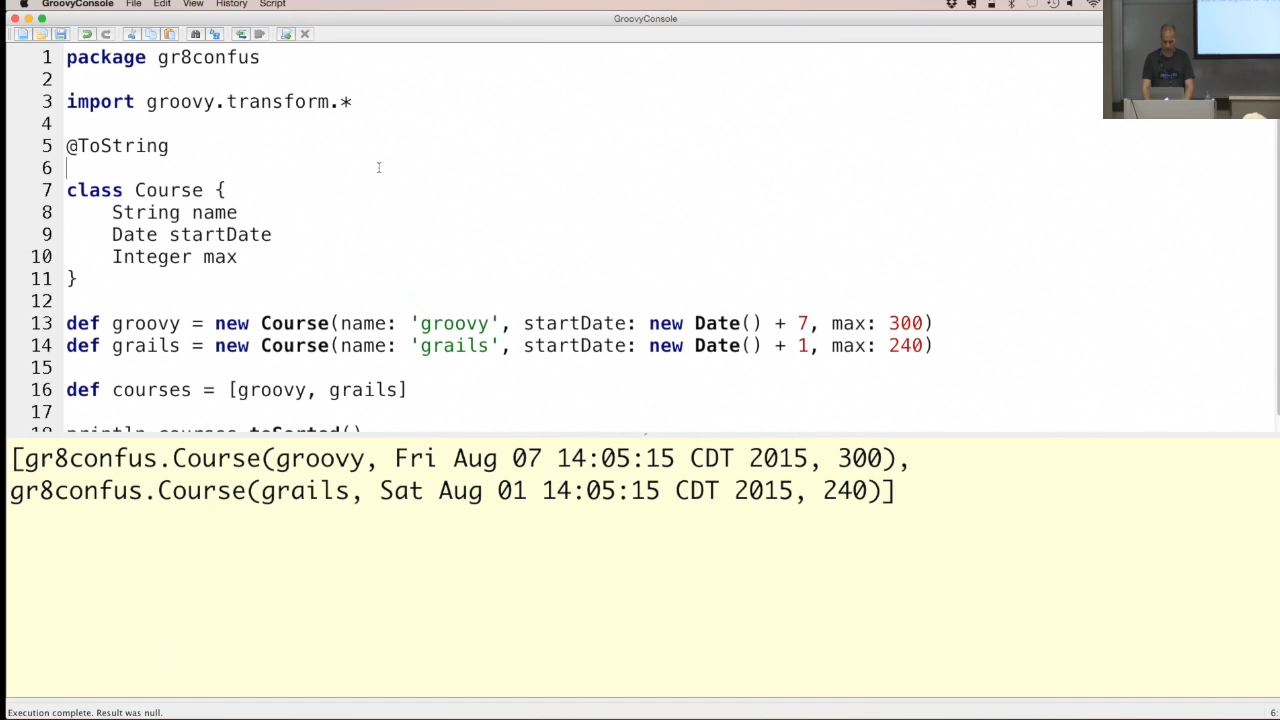 GroovyConsole File Edit View History Script
GroovyConsole
1 package gr8confus
2
3 import groovy.transform.*
4
5 @ToString
6
7 class Course {
8 String name
9 Date startDate
10 Integer max
11 }
12
13 def groovy = new Course(name: 'groovy', startDate: new Date() + 7, max: 300)
14 def grails = new Course(name: 'grails', startDate: new Date() + 1, max: 240)
15
16 def courses = [groovy, grails]
17
18 println courses.toSorted()
[gr8confus.Course(groovy, Fri Aug 07 14:05:15 CDT 2015, 300),
gr8confus.Course(grails, Sat Aug 01 14:05:15 CDT 2015, 240)]
Execution complete. Result was null.
6: